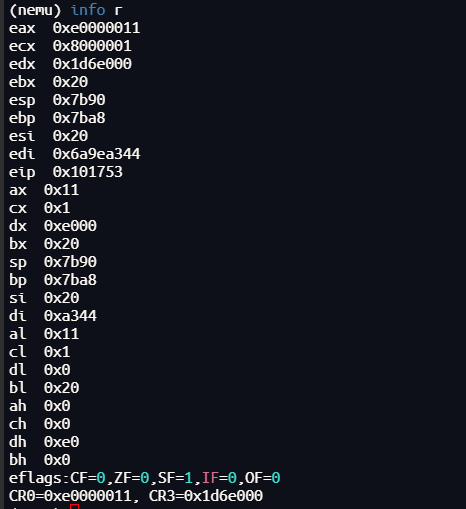 (nemu) info r
eax  0xe0000011
ecx  0x8000001
edx  0x1d6e000
ebx  0x20
esp  0x7b90
ebp  0x7ba8
esi  0x20
edi  0x6a9ea344
eip  0x101753
ax  0x11
cx  0x1
dx  0xe000
bx  0x20
sp  0x7b90
bp  0x7ba8
si  0x20
di  0xa344
al  0x11
cl  0x1
dl  0x0
bl  0x20
ah  0x0
ch  0x0
dh  0xe0
bh  0x0
eflags:CF=0,ZF=0,SF=1,IF=0,OF=0
CR0=0xe0000011, CR3=0x1d6e000